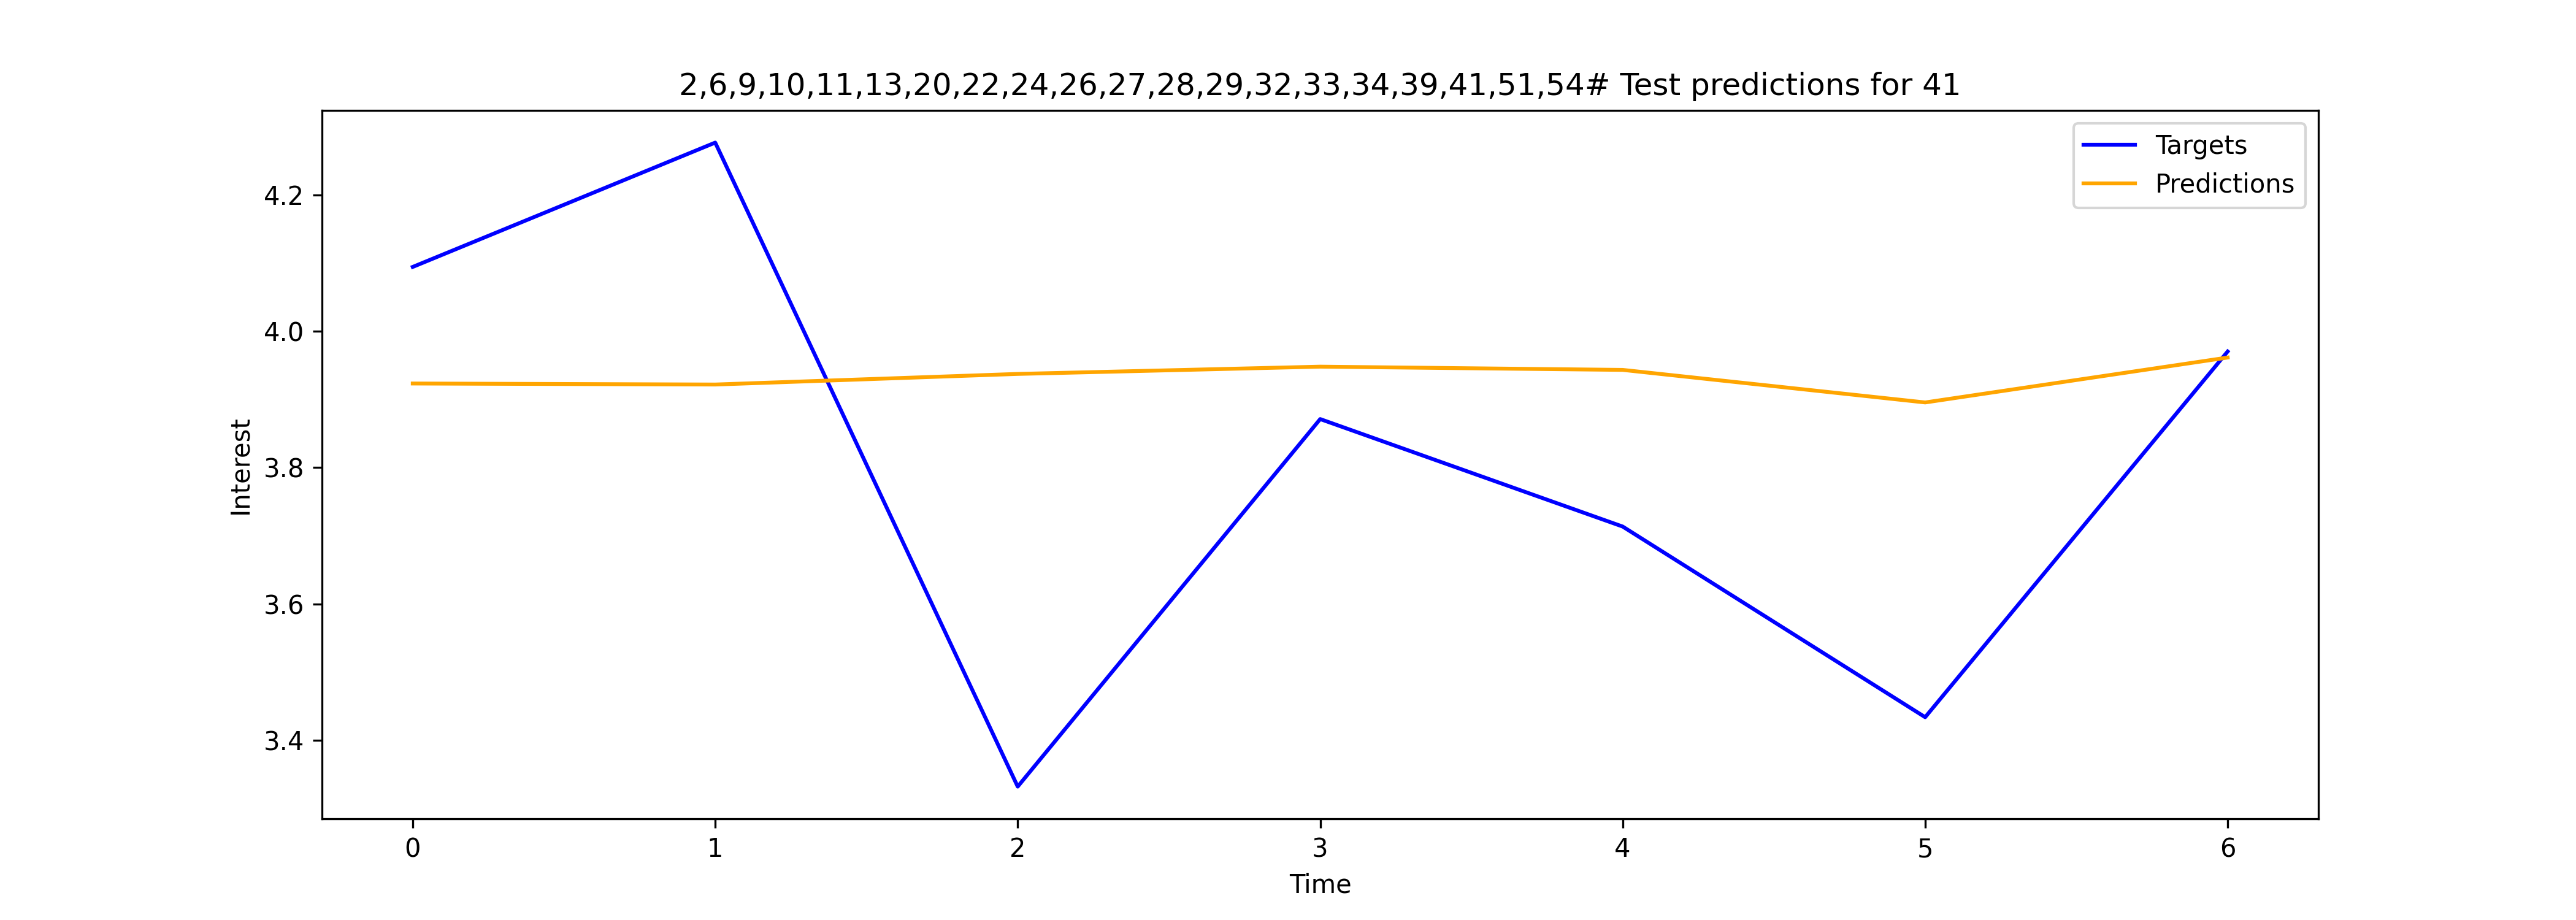 2,6,9,10,11,13,20,22,24,26,27,28,29,32,33,34,39,41,51,54# Test predictions for 41
Targets
Predictions
4.2
4.0
3.8
3.6
3.4
Interest
0 1 2 3 4 5 6
Time